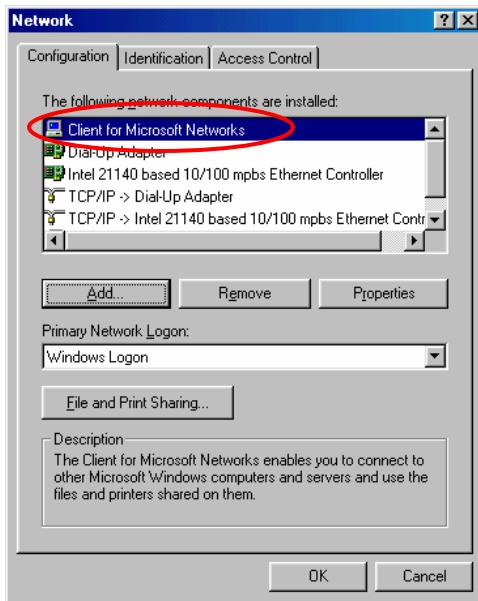 Network
? X
Configuration Identification Access Control
The following network components are installed:
Client for Microsoft Networks
Dial-Up Adapter
Intel 21140 based 10/100 mpbs Ethernet Controller
TCP/IP -> Dial-Up Adapter
TCP/IP -> Intel 21140 based 10/100 mpbs Ethernet Contr
Add... Remove Properties
Primary Network Logon:
Windows Logon
File and Print Sharing...
Description
The Client for Microsoft Networks enables you to connect to
other Microsoft Windows computers and servers and use the
files and printers shared on them.
OK Cancel